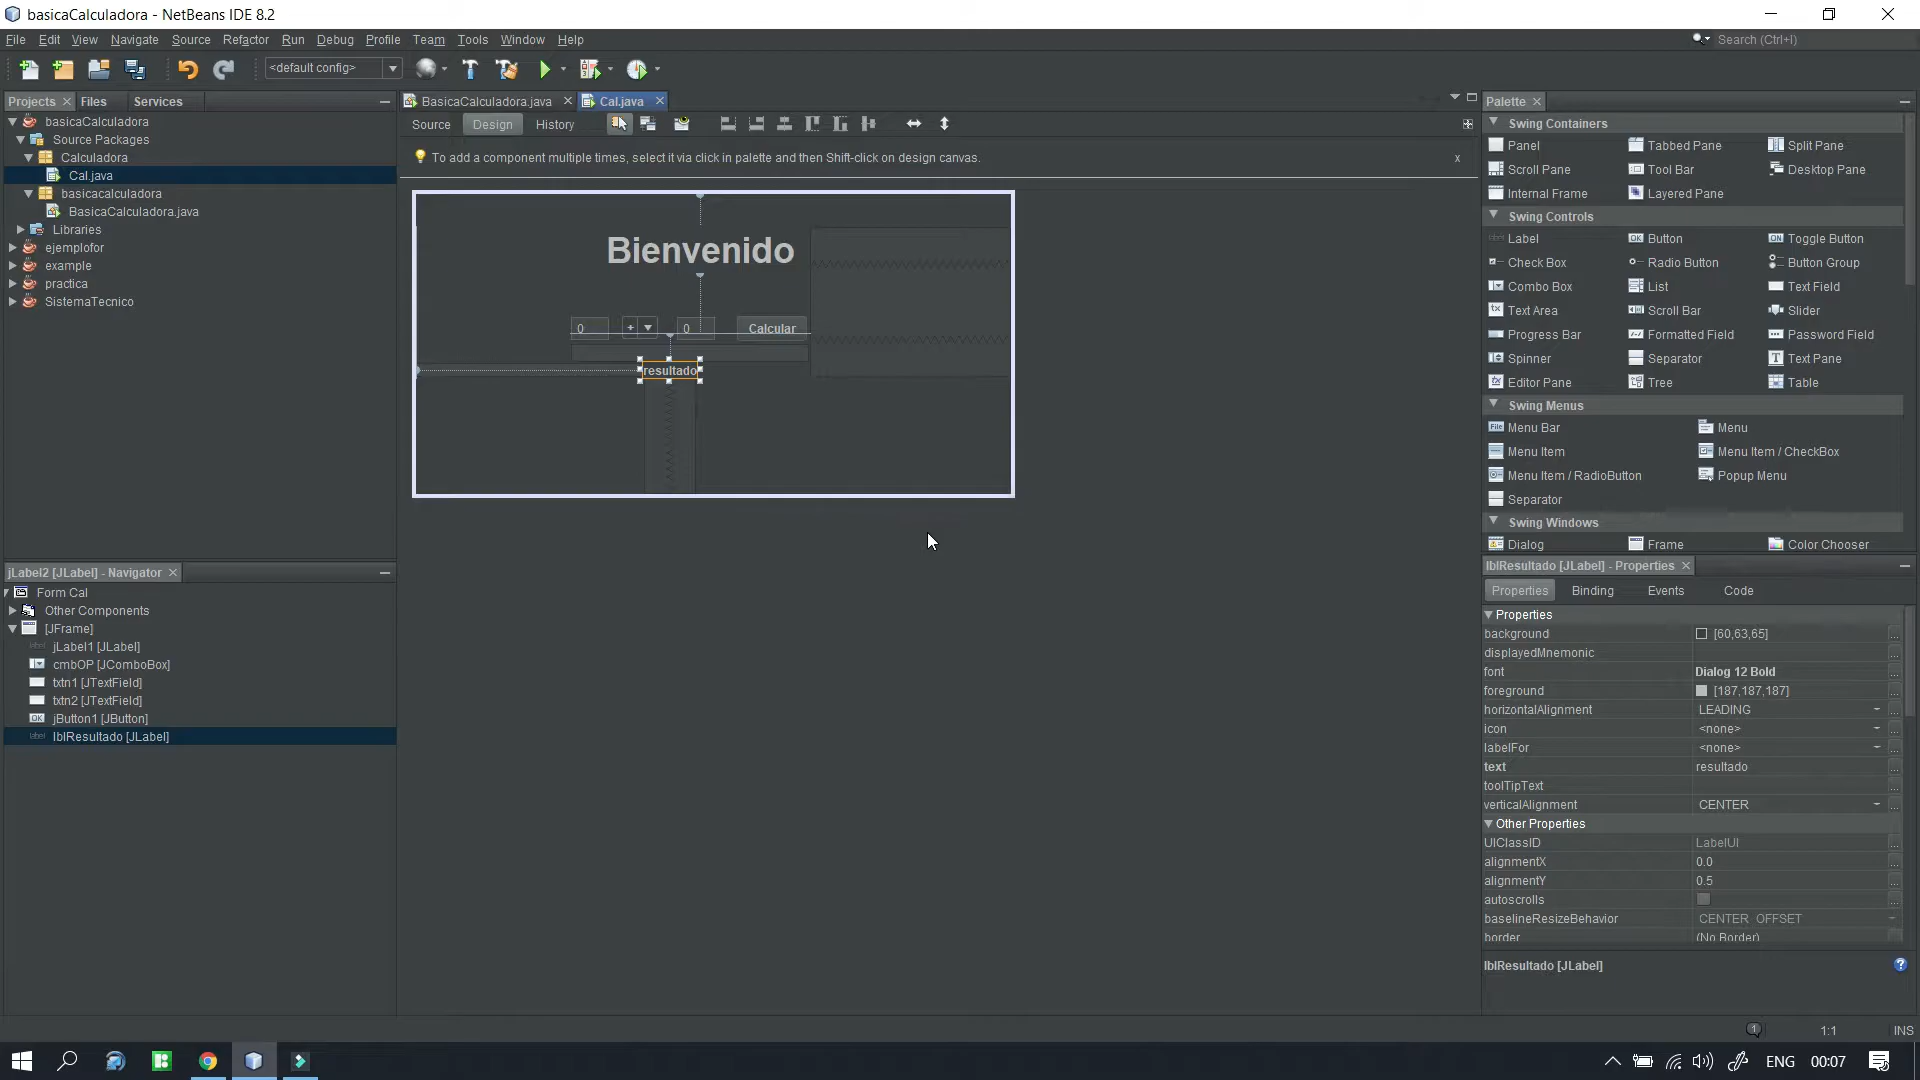 basicaCalculadora - NetBeans IDE 8.2
File Edit View Navigate Source Refactor Run Debug Profile Team Tools Window Help
Search (Ctrl+I)
<default config>
Projects Files Services
basicaCalculadora
Source Packages
Calculadora
Cal.java
basicacalculadora
BasicaCalculadora.java
Libraries
ejemplofor
example
practica
SistemaTecnico
BasicaCalculadora.java Cal.java
Source Design History
To add a component multiple times, select it via click in palette and then Shift-click on design canvas.
x
Bienvenido
0 + 0 Calcular
resultado
jLabel2 [JLabel] - Navigator
Form Cal
Other Components
[JFrame]
jLabel1 [JLabel]
cmbOP [JComboBox]
txtn1 [JTextField]
txtn2 [JTextField]
jButton1 [JButton]
lblResultado [JLabel]
Palette
Swing Containers
Panel Tabbed Pane Split Pane
Scroll Pane Tool Bar Desktop Pane
Internal Frame Layered Pane
Swing Controls
Label Button Toggle Button
Check Box Radio Button Button Group
Combo Box List Text Field
Text Area Scroll Bar Slider
Progress Bar Formatted Field Password Field
Spinner Separator Text Pane
Editor Pane Tree Table
Swing Menus
Menu Bar Menu
Menu Item Menu Item / CheckBox
Menu Item / RadioButton Popup Menu
Separator
Swing Windows
Dialog Frame Color Chooser
lblResultado [JLabel] - Properties
Properties Binding Events Code
Properties
background [60,63,65]
displayedMnemonic
font Dialog 12 Bold
foreground [187,187,187]
horizontalAlignment LEADING
icon <none>
labelFor <none>
text resultado
toolTipText
verticalAlignment CENTER
Other Properties
UIClassID LabelUI
alignmentX 0.0
alignmentY 0.5
autoscrolls
baselineResizeBehavior CENTER_OFFSET
border (No Border)
lblResultado [JLabel]
1 1:1 INS
ENG 00:07